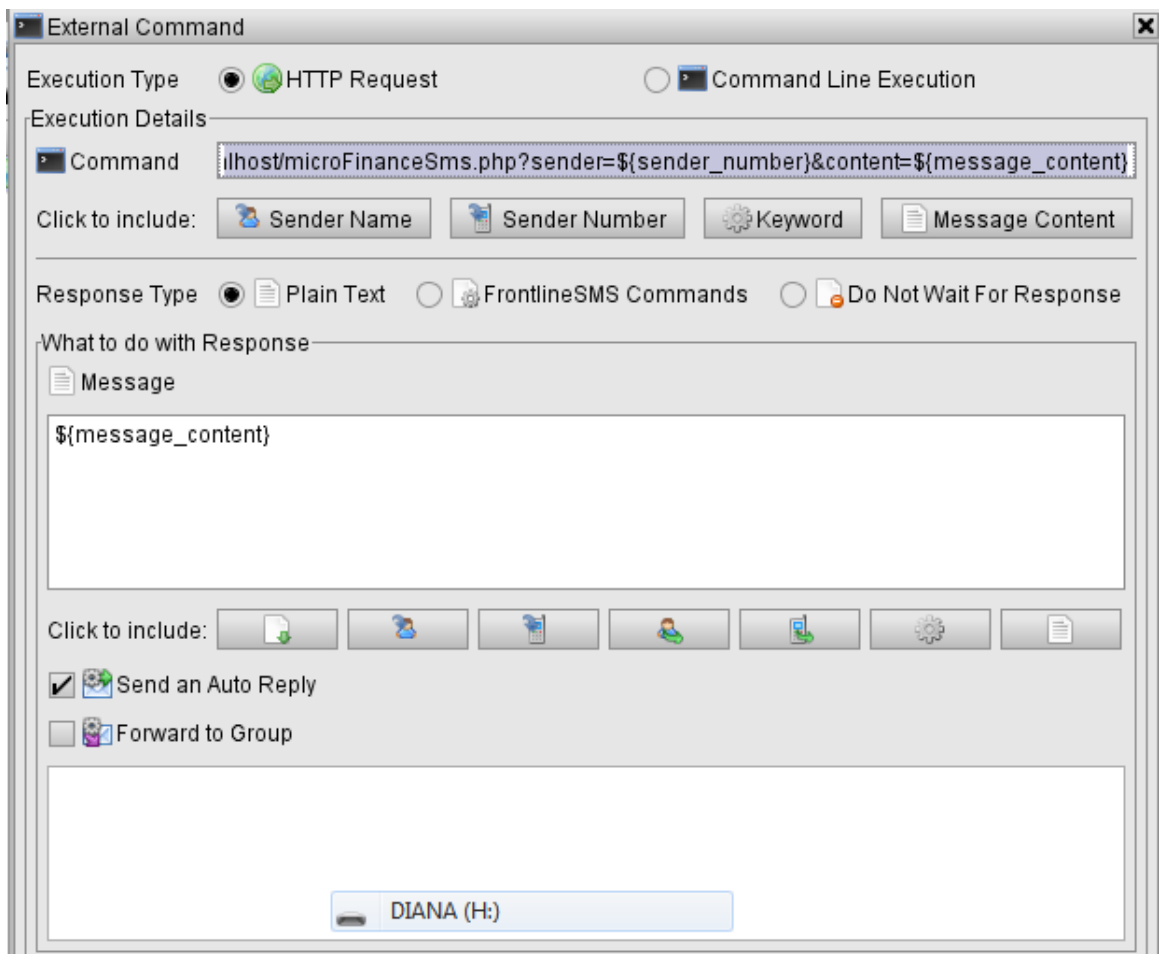 External Command
Execution Type HTTP Request Command Line Execution
Execution Details
Command lhost/microFinanceSms.php?sender=${sender_number}&content=${message_content}
Click to include: Sender Name Sender Number Keyword Message Content
Response Type Plain Text FrontlineSMS Commands Do Not Wait For Response
What to do with Response
Message
${message_content}
Click to include:
Send an Auto Reply
Forward to Group
DIANA (H:)